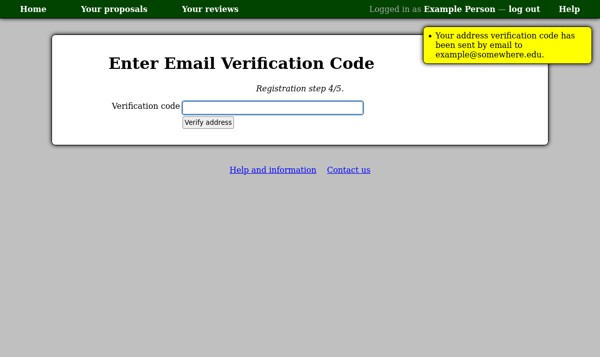 Home Your proposals Your reviews Logged in as Example Person — log out Help
• Your address verification code has
been sent by email to
example@somewhere.edu.
Enter Email Verification Code
Registration step 4/5.
Verification code
Verify address
Help and information Contact us